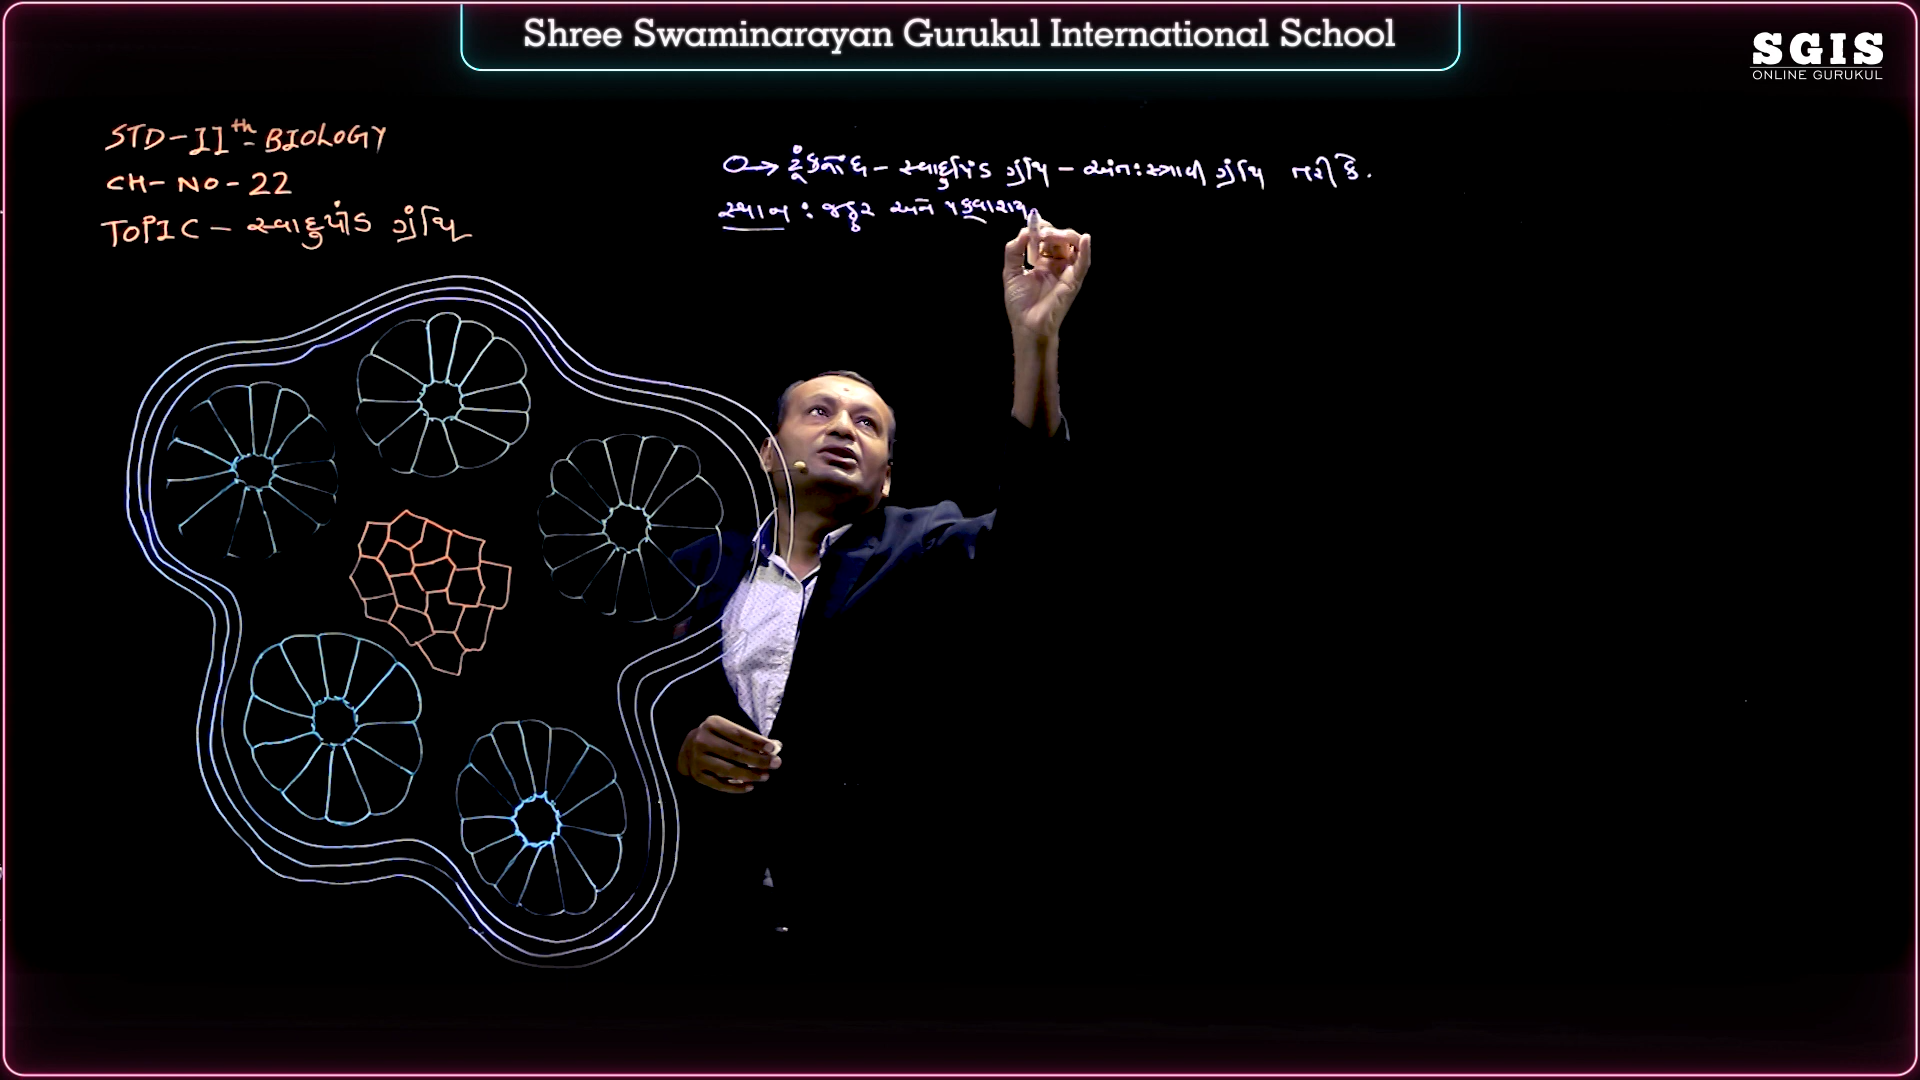 Shree Swaminarayan Gurukul International School
SGIS
ONLINE GURUKUL
STD-11th - BIOLOGY
CH-NO-22
TOPIC - સ્વાદુપીંડ ગ્રંથિ
ટૂંકનોંધ - સ્વાદુપિંડ ગ્રંથિ - અંતઃસ્ત્રાવી ગ્રંથિ તરીકે.
સ્થાન : જઠર અને પક્વાશય